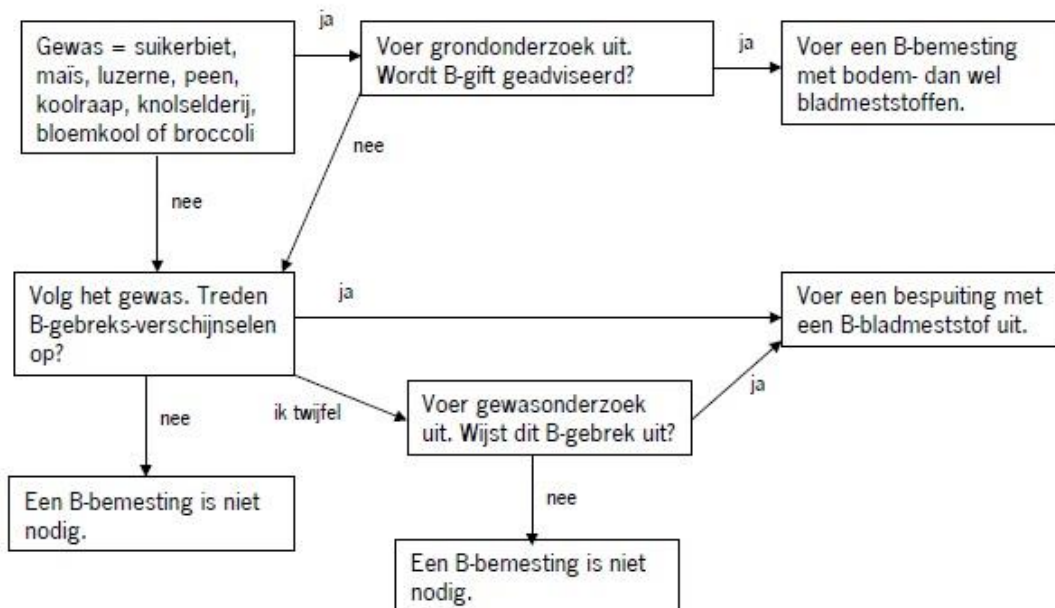 Gewas = suikerbiet,
maïs, luzerne, peen,
koolraap, knolselderij,
bloemkool of broccoli
ja
Voer grondonderzoek uit.
Wordt B-gift geadviseerd?
ja
Voer een B-bemesting
met bodem- dan wel
bladmeststoffen.
nee
nee
Volg het gewas. Treden
B-gebreks-verschijnselen
op?
ja
Voer een bespuiting met
een B-bladmeststof uit.
nee
ik twijfel
Voer gewasonderzoek
uit. Wijst dit B-gebrek uit?
ja
Een B-bemesting is niet
nodig.
nee
Een B-bemesting is niet
nodig.